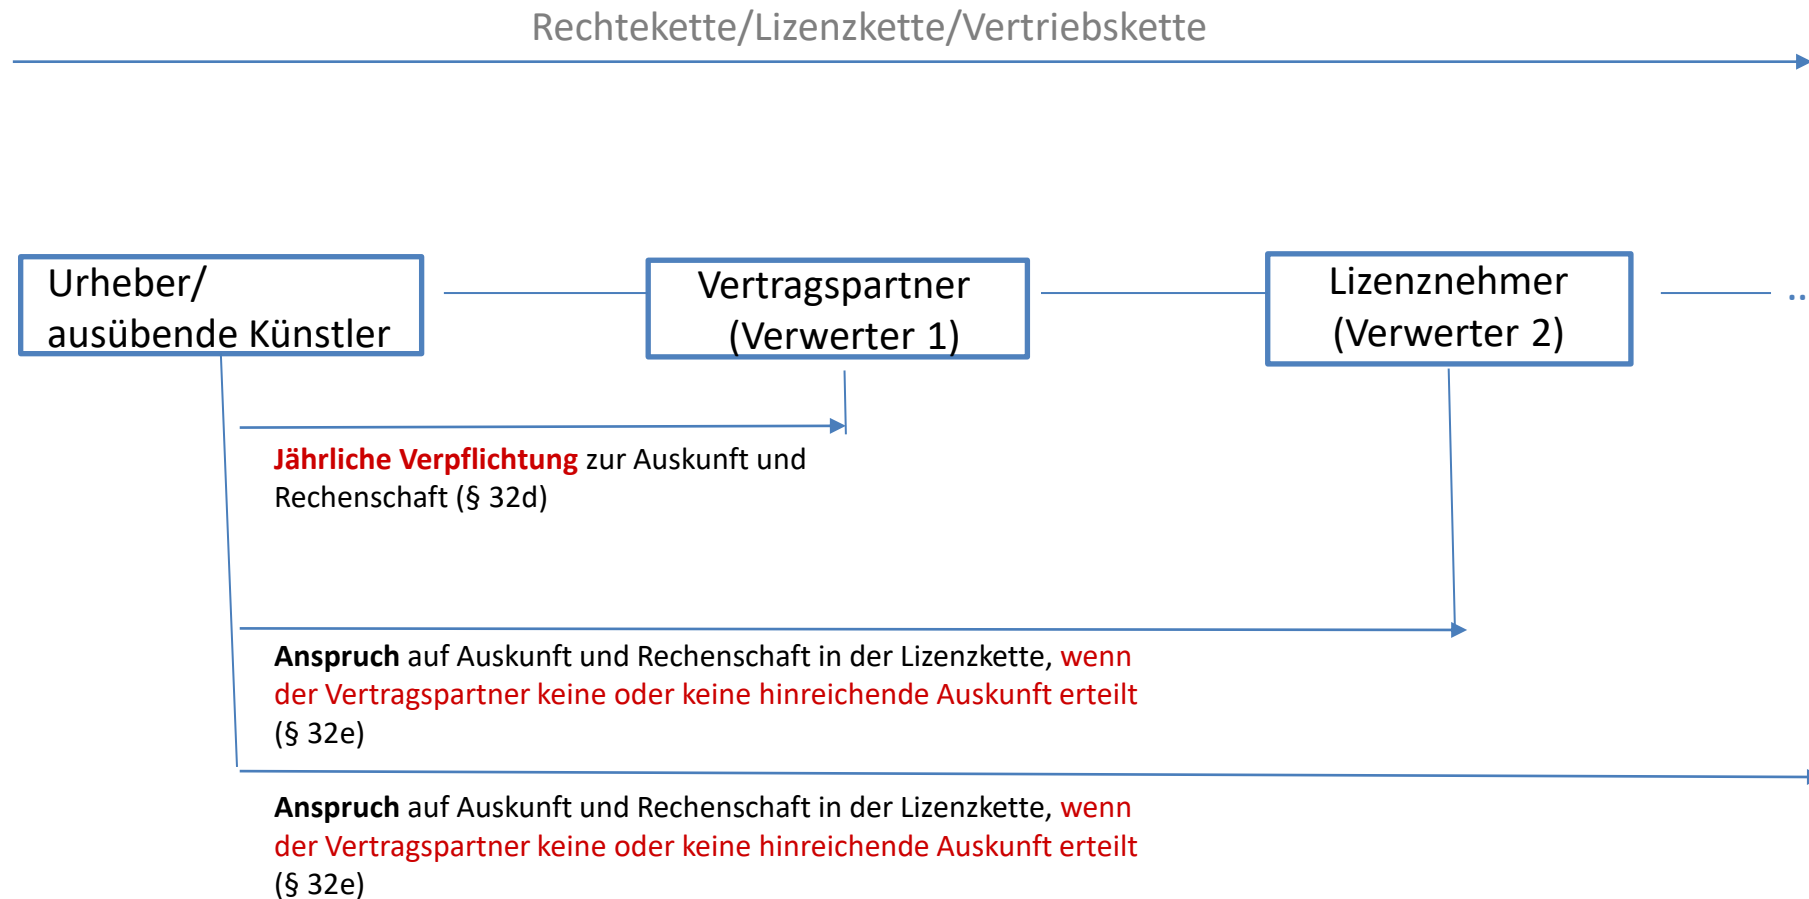 Rechtekette/Lizenzkette/Vertriebskette
Urheber/
ausübende Künstler
Vertragspartner
(Verwerter 1)
Lizenznehmer
(Verwerter 2)
..
Jährliche Verpflichtung zur Auskunft und
Rechenschaft (§ 32d)
Anspruch auf Auskunft und Rechenschaft in der Lizenzkette, wenn
der Vertragspartner keine oder keine hinreichende Auskunft erteilt
(§ 32e)
Anspruch auf Auskunft und Rechenschaft in der Lizenzkette, wenn
der Vertragspartner keine oder keine hinreichende Auskunft erteilt
(§ 32e)